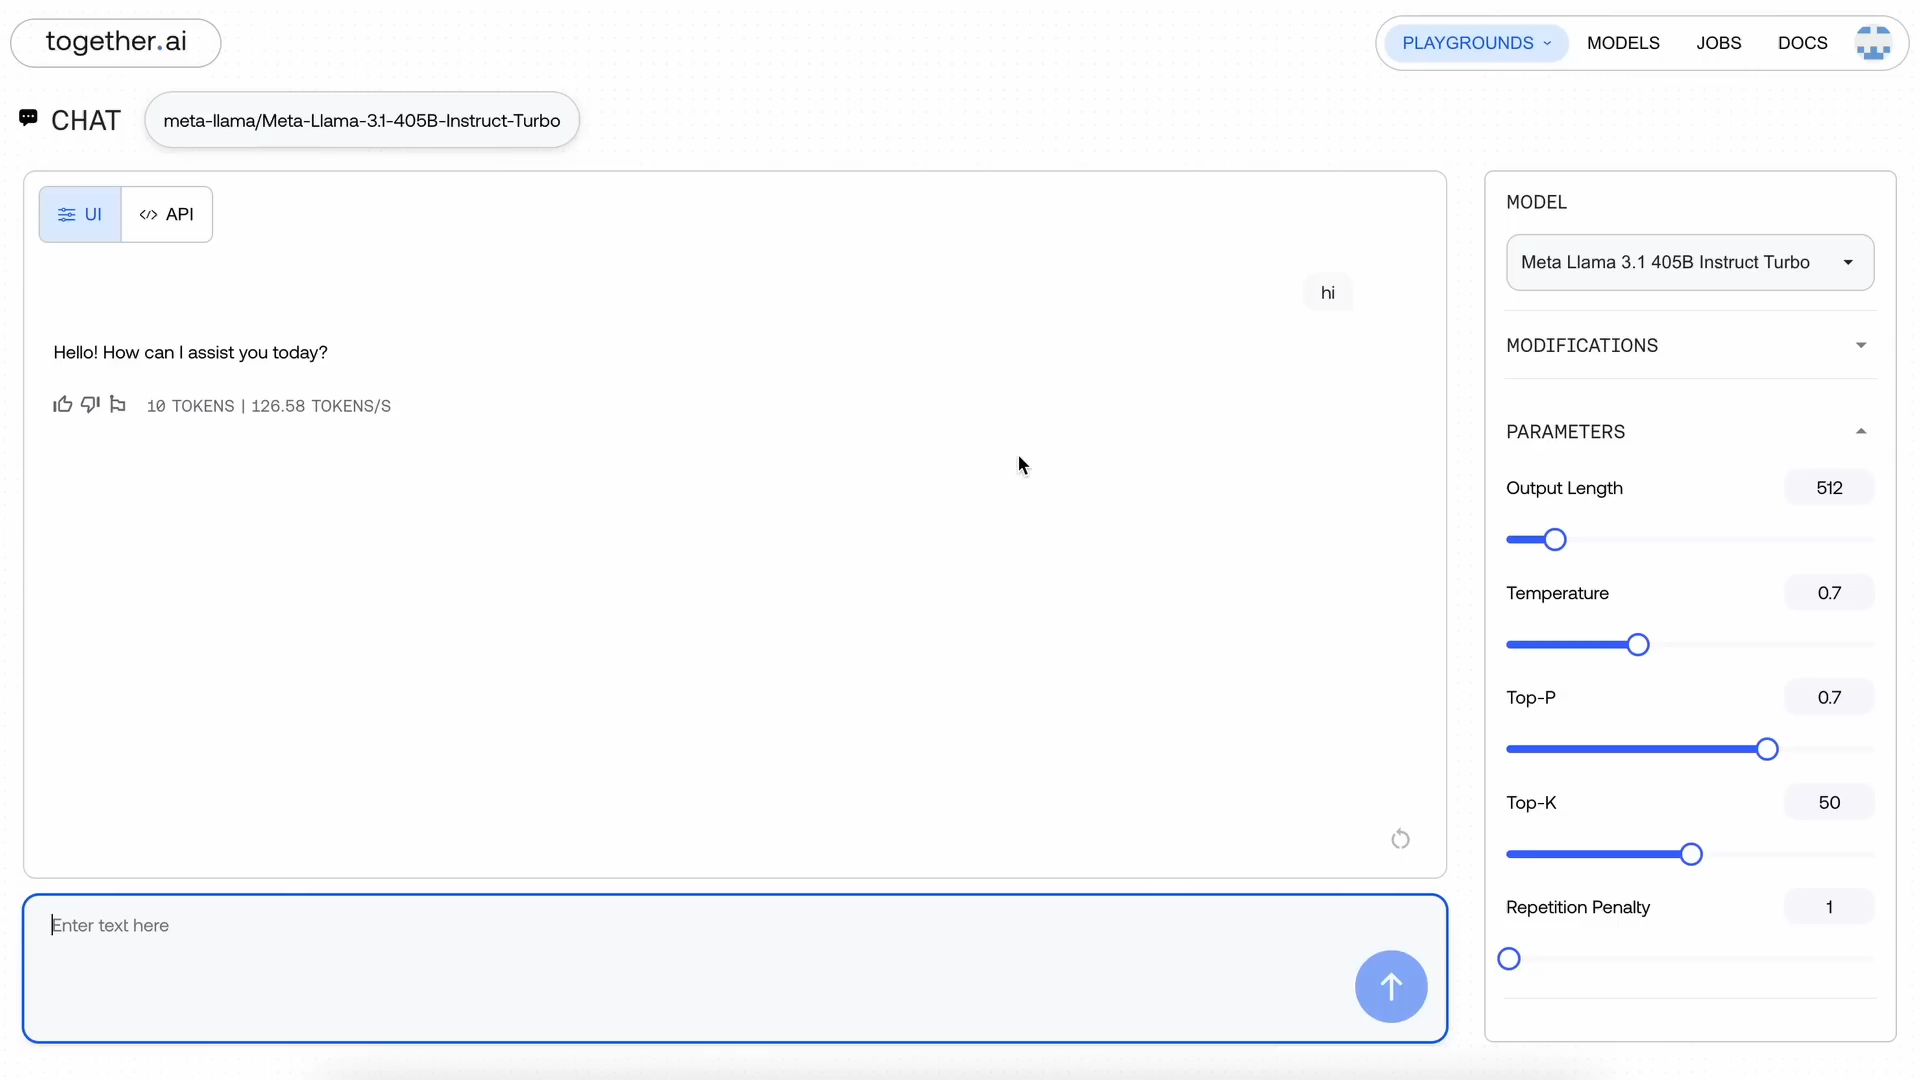 together.ai
PLAYGROUNDS
MODELS
JOBS
DOCS
CHAT
meta-llama/Meta-Llama-3.1-405B-Instruct-Turbo
UI
API
hi
Hello! How can I assist you today?
10 TOKENS | 126.58 TOKENS/S
Enter text here
MODEL
Meta Llama 3.1 405B Instruct Turbo
MODIFICATIONS
PARAMETERS
Output Length 512
Temperature 0.7
Top-P 0.7
Top-K 50
Repetition Penalty 1